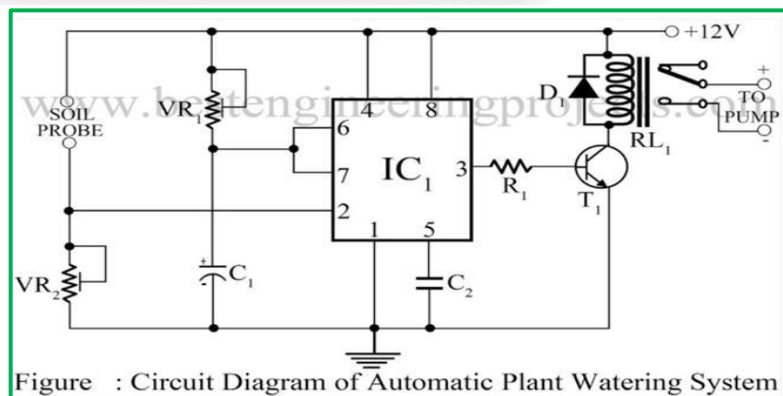 +12V
www.bestengineeringprojects.com
SOIL
PROBE
VR1
4
8
D1
+
TO
PUMP
-
RL1
6
7
2
IC1
3
R1
T1
1
5
VR2
+
-
C1
C2
Figure : Circuit Diagram of Automatic Plant Watering System